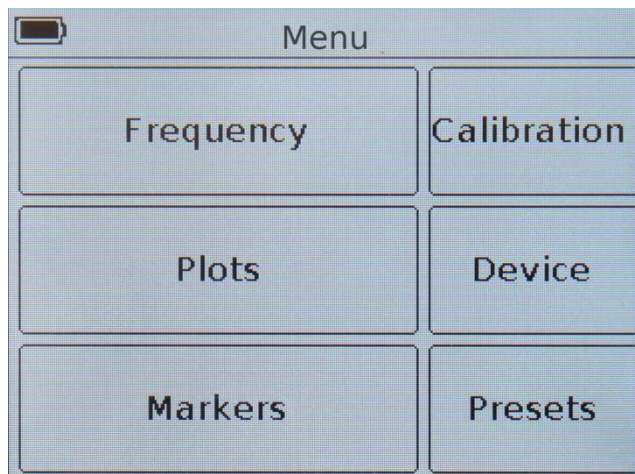 Menu
Frequency
Calibration
Plots
Device
Markers
Presets